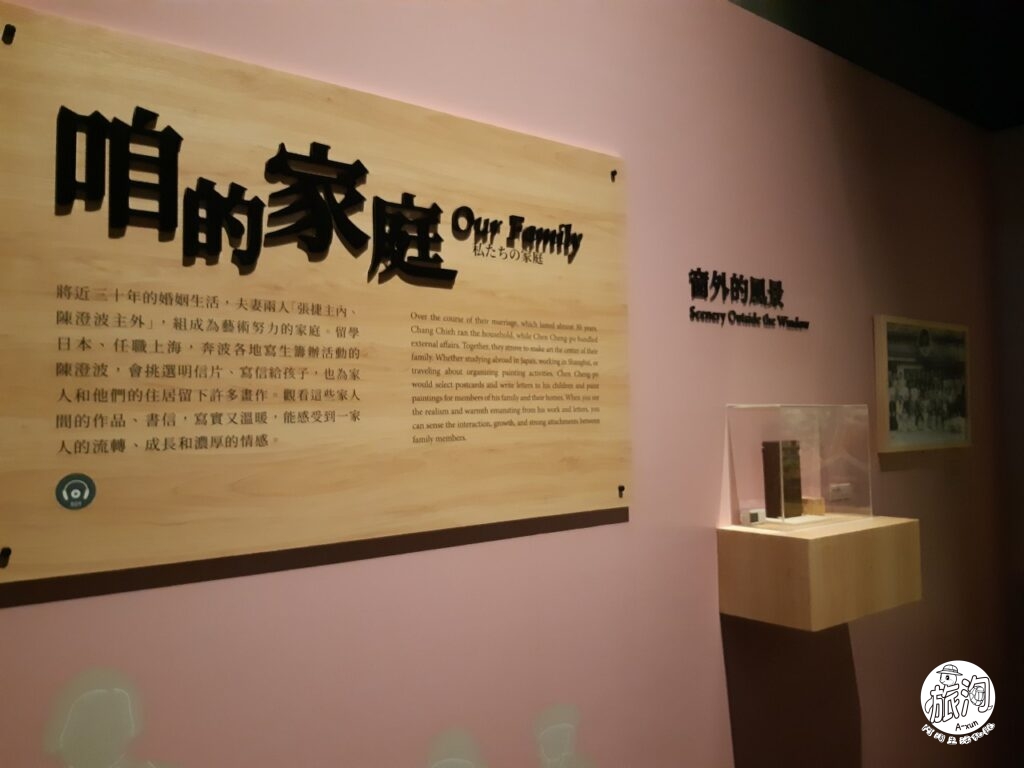 咱的家庭
Our Family
私たちの家庭
將近三十年的婚姻生活，夫妻兩人「張捷主內、
陳澄波主外」，組成為藝術努力的家庭。留學
日本、任職上海，奔波各地寫生籌辦活動的
陳澄波，會挑選明信片、寫信給孩子，也為家
人和他們的住居留下許多畫作。觀看這些家人
間的作品、書信，寫實又溫暖，能感受到一家
人的流轉、成長和濃厚的情感。
Over the course of their marriage, which lasted almost 30 years,
Chang Chieh ran the household, while Chen Cheng-po handled
external affairs. Together, they strove to make art the center of their
family. Whether studying abroad in Japan, working in Shanghai, or
traveling about organizing painting activities, Chen Cheng-po
would select postcards and write letters to his children and paint
paintings for members of his family and their homes. When you see
the realism and warmth emanating from his work and letters, you
can sense the interaction, growth, and strong attachments between
family members.
窗外的風景
Scenery Outside the Window
旅洵
A-xun